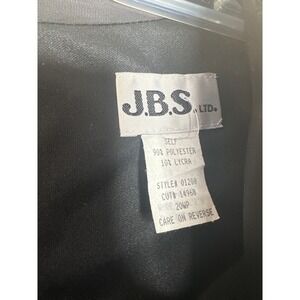 J.B.S., LTD.
SELF
90% POLYESTER
10% LYCRA
STYLE# 01208
CUT# 14968
20WP
CARE ON REVERSE